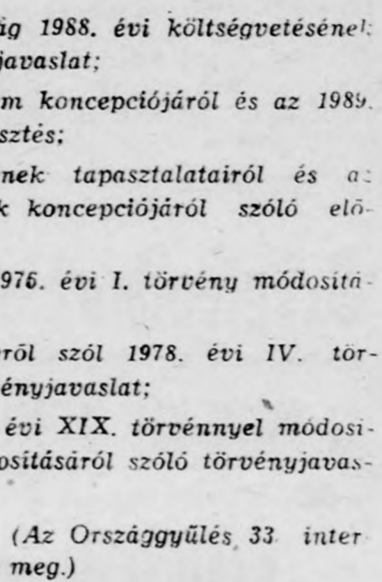 ág 1988. évi költségvetésének
javaslat;
m koncepciójáról és az 1989.
sztés;
nek tapasztalatairól és az
k koncepciójáról szóló elő-
976. évi I. törvény módosítá-
ről szól 1978. évi IV. tör-
ényjavaslat;
évi XIX. törvénnyel módosi-
osításáról szóló törvényjavas-
(Az Országgyűlés 33. inter
meg.)